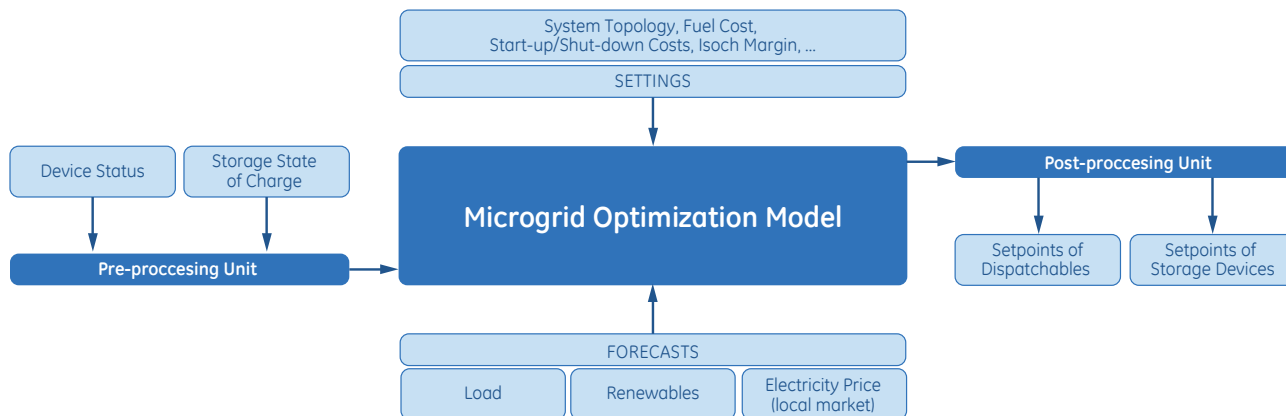 System Topology, Fuel Cost,
Start-up/Shut-down Costs, Isoch Margin, ...
SETTINGS
Device Status
Storage State
of Charge
Pre-proccesing Unit
Microgrid Optimization Model
Post-proccesing Unit
Setpoints of
Dispatchables
Setpoints of
Storage Devices
FORECASTS
Load
Renewables
Electricity Price
(local market)